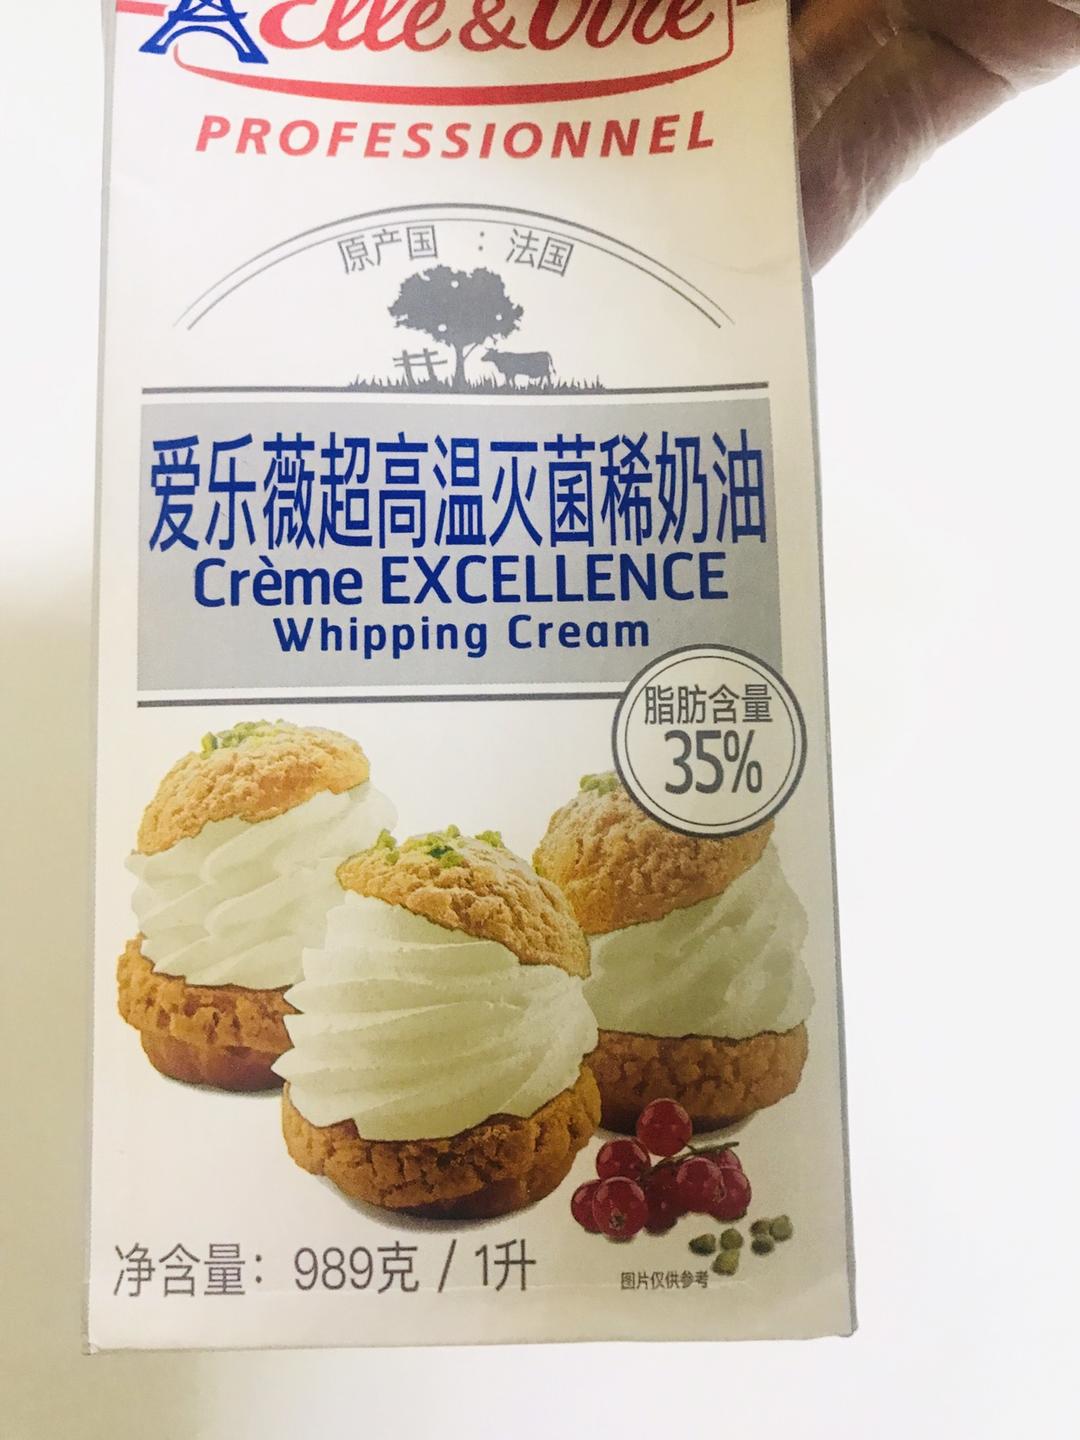 Elle & Vire
PROFESSIONNEL
原产国 : 法国
爱乐薇超高温灭菌稀奶油
Crème EXCELLENCE
Whipping Cream
脂肪含量
35%
净含量: 989克 / 1升
图片仅供参考